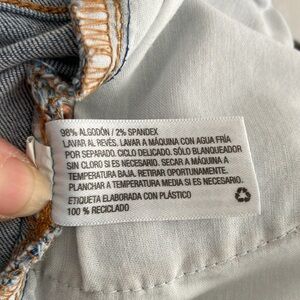 98% ALGODÓN / 2% SPANDEX
LAVAR AL REVÉS. LAVAR A MÁQUINA CON AGUA FRÍA
POR SEPARADO. CICLO DELICADO. SÓLO BLANQUEADOR
SIN CLORO SI ES NECESARIO. SECAR A MÁQUINA A
TEMPERATURA BAJA. RETIRAR OPORTUNAMENTE.
PLANCHAR A TEMPERATURA MEDIA SI ES NECESARIO.
ETIQUETA ELABORADA CON PLÁSTICO
100 % RECICLADO